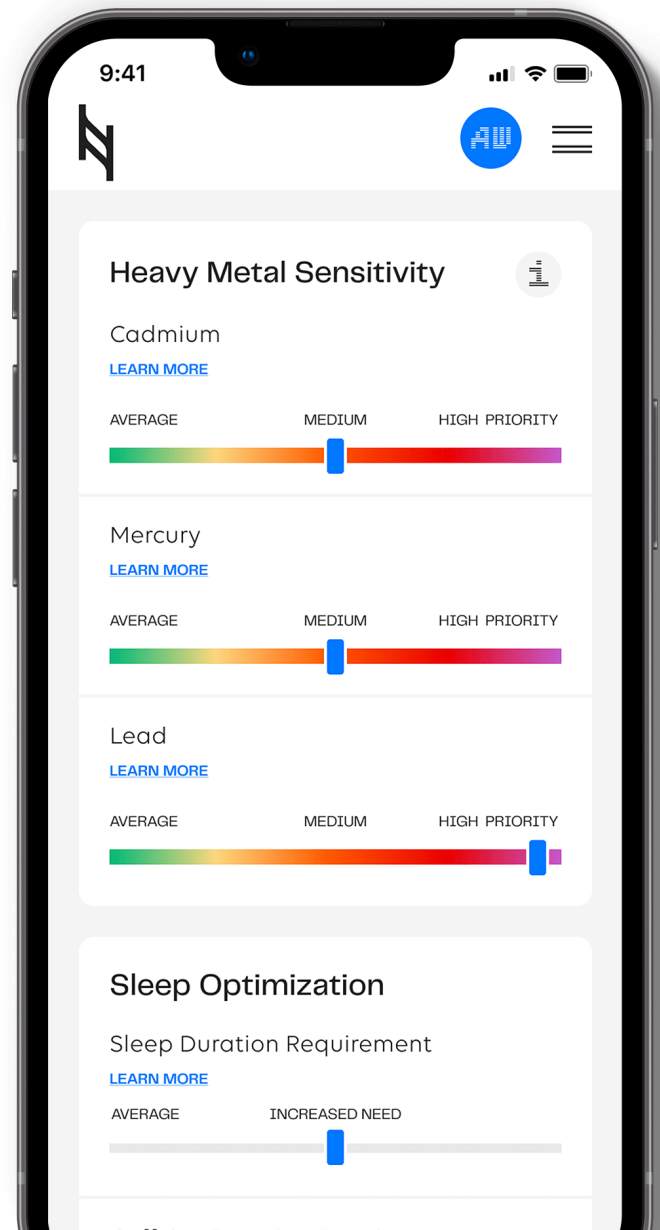 9:41
AW
Heavy Metal Sensitivity
i
Cadmium
LEARN MORE
AVERAGE MEDIUM HIGH PRIORITY
Mercury
LEARN MORE
AVERAGE MEDIUM HIGH PRIORITY
Lead
LEARN MORE
AVERAGE MEDIUM HIGH PRIORITY
Sleep Optimization
Sleep Duration Requirement
LEARN MORE
AVERAGE INCREASED NEED